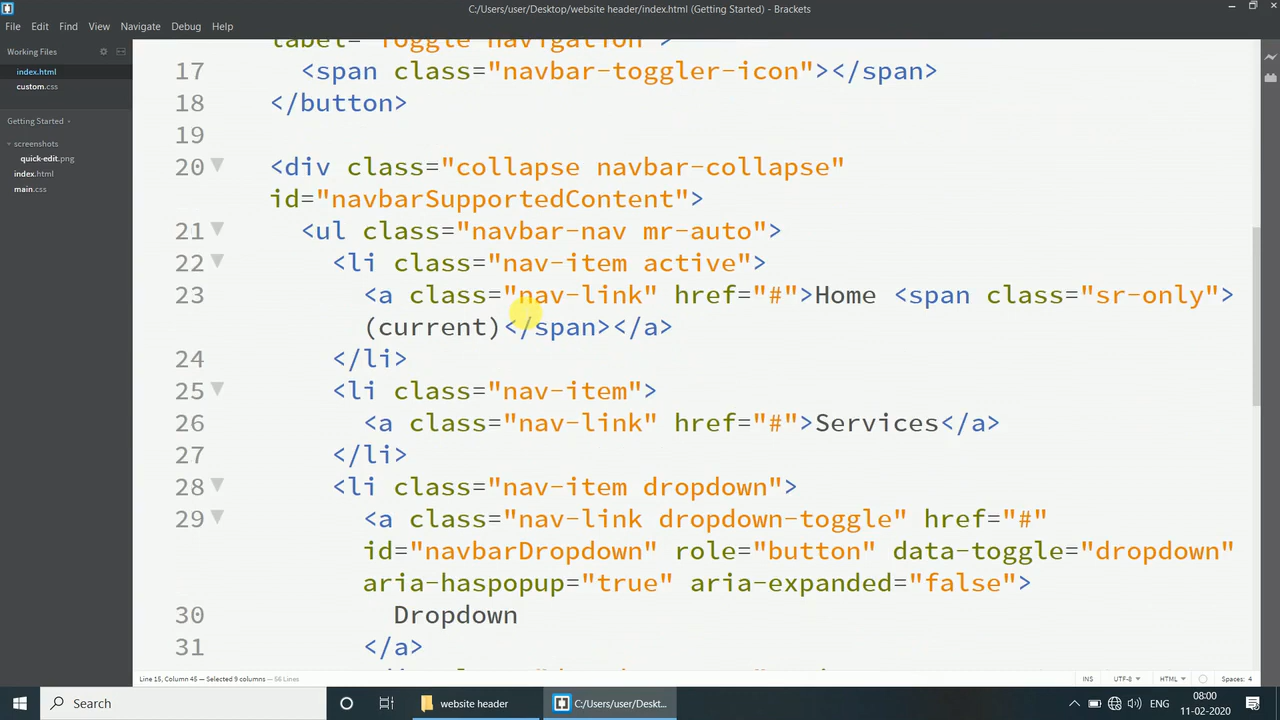 C:/Users/user/Desktop/website header/index.html (Getting Started) - Brackets
File Edit Find View Navigate Debug Help
Working Files
index.html
custom.css
Getting Started
screenshots
quick-edit.png
index.html
main.css
label="Toggle navigation">
17 <span class="navbar-toggler-icon"></span>
18 </button>
19
20 <div class="collapse navbar-collapse"
id="navbarSupportedContent">
21 <ul class="navbar-nav mr-auto">
22 <li class="nav-item active">
23 <a class="nav-link" href="#">Home <span class="sr-only">
(current)</span></a>
24 </li>
25 <li class="nav-item">
26 <a class="nav-link" href="#">Services</a>
27 </li>
28 <li class="nav-item dropdown">
29 <a class="nav-link dropdown-toggle" href="#"
id="navbarDropdown" role="button" data-toggle="dropdown"
aria-haspopup="true" aria-expanded="false">
30 Dropdown
31 </a>
Line 15, Column 45 — Selected 9 columns — 56 Lines
INS UTF-8 HTML Spaces: 4
Search
website header
C:/Users/user/Deskt...
ENG
08:00
11-02-2020